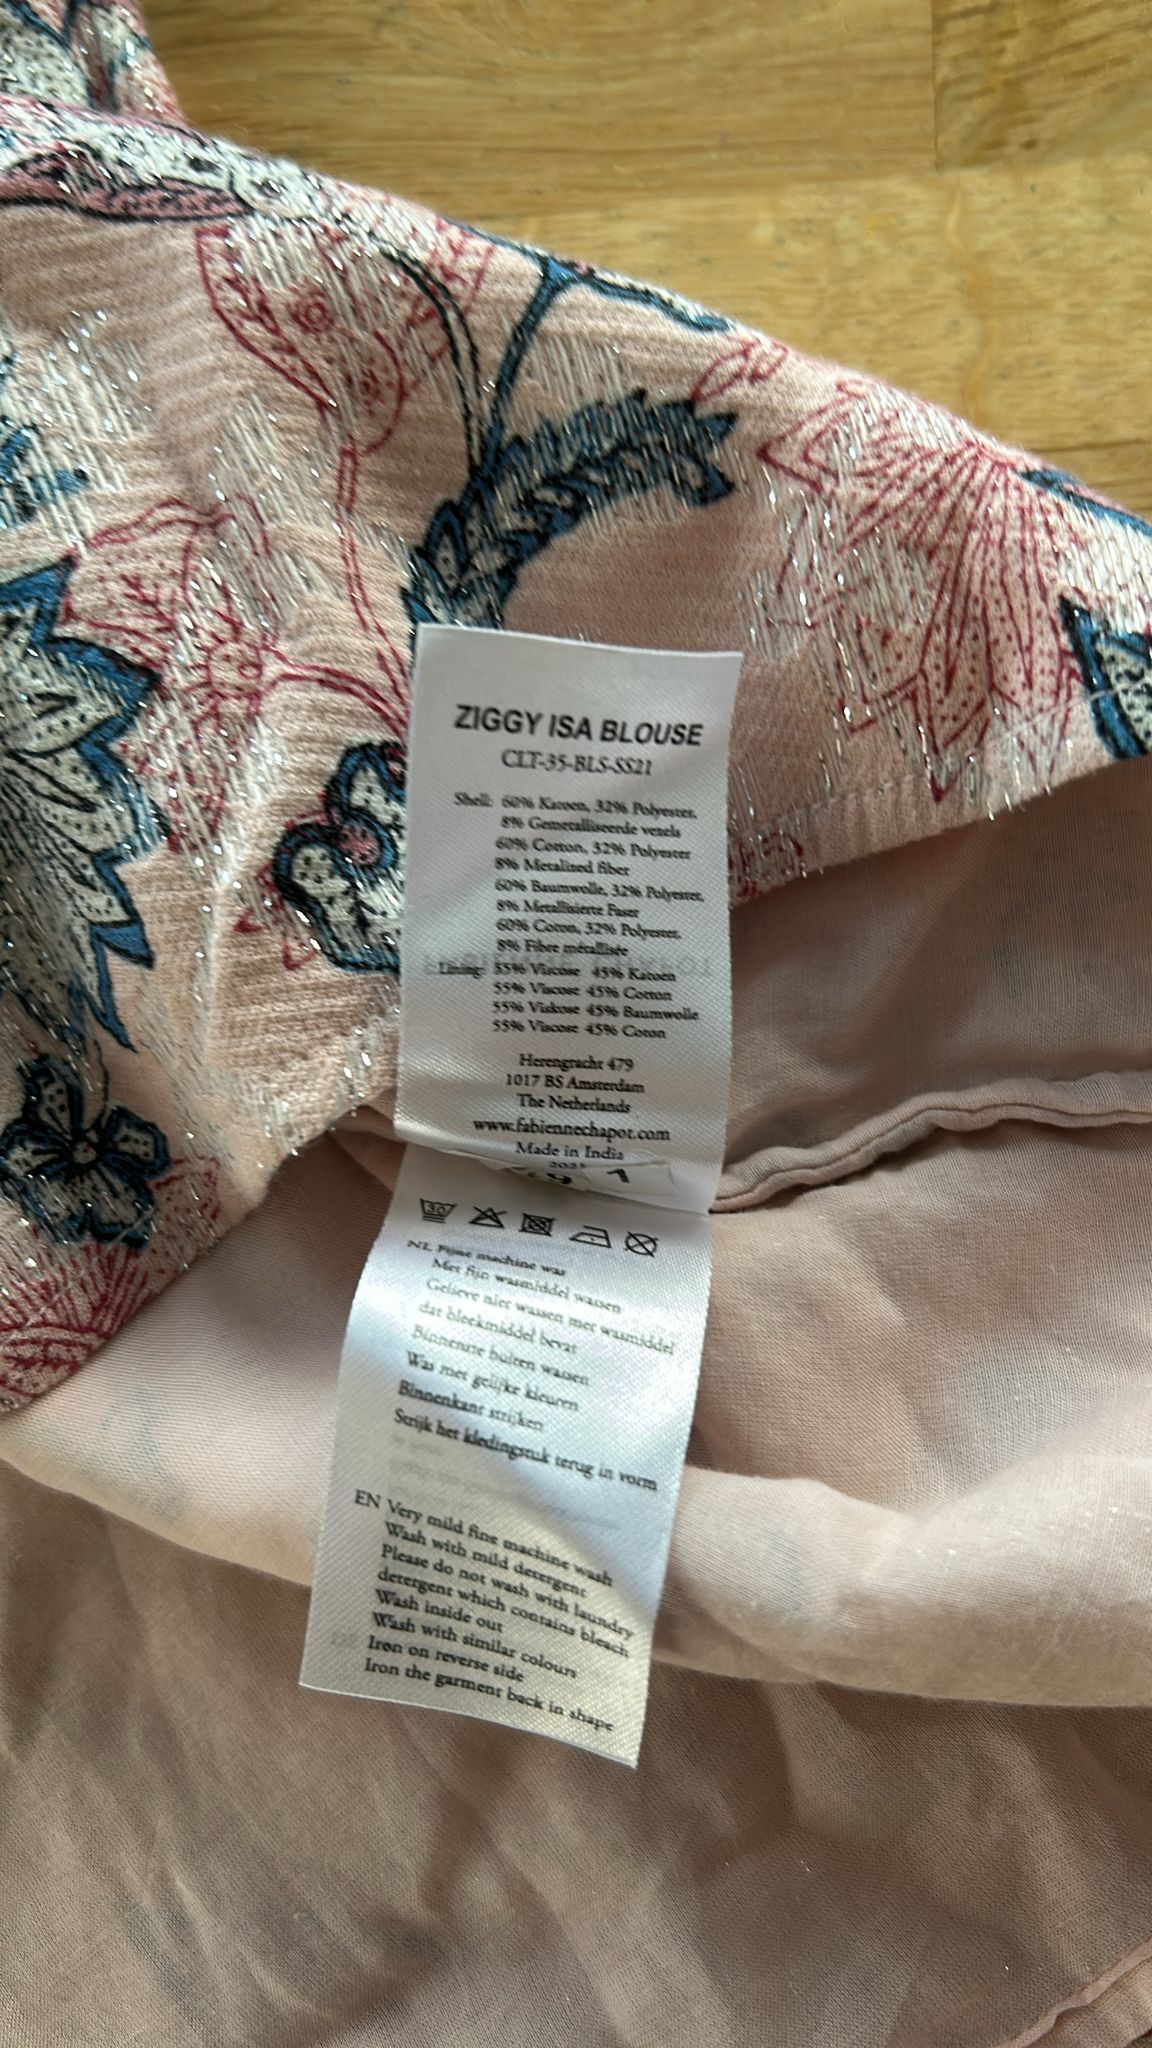 ZIGGY ISA BLOUSE
CLT-35-BLS-SS21
Shell: 60% Katoen, 32% Polyester,
8% Gemetalliseerde vezels
60% Cotton, 32% Polyester
8% Metalized fiber
60% Baumwolle, 32% Polyester,
8% Metallisierte Faser
60% Coton, 32% Polyester,
8% Fibre métallisée
Lining: 55% Viscose 45% Katoen
55% Viscose 45% Cotton
55% Viskose 45% Baumwolle
55% Viscose 45% Coton
Herengracht 479
1017 BS Amsterdam
The Netherlands
www.fabiennechapot.com
Made in India
30
NL Fijne machine was
Met fijn wasmiddel wassen
Gelieve niet wassen met wasmiddel
dat bleekmiddel bevat
Binnenste buiten wassen
Was met gelijke kleuren
Binnenkant strijken
Strijk het kledingstuk terug in vorm
EN Very mild fine machine wash
Wash with mild detergent
Please do not wash with laundry
detergent which contains bleach
Wash inside out
Wash with similar colours
Iron on reverse side
Iron the garment back in shape